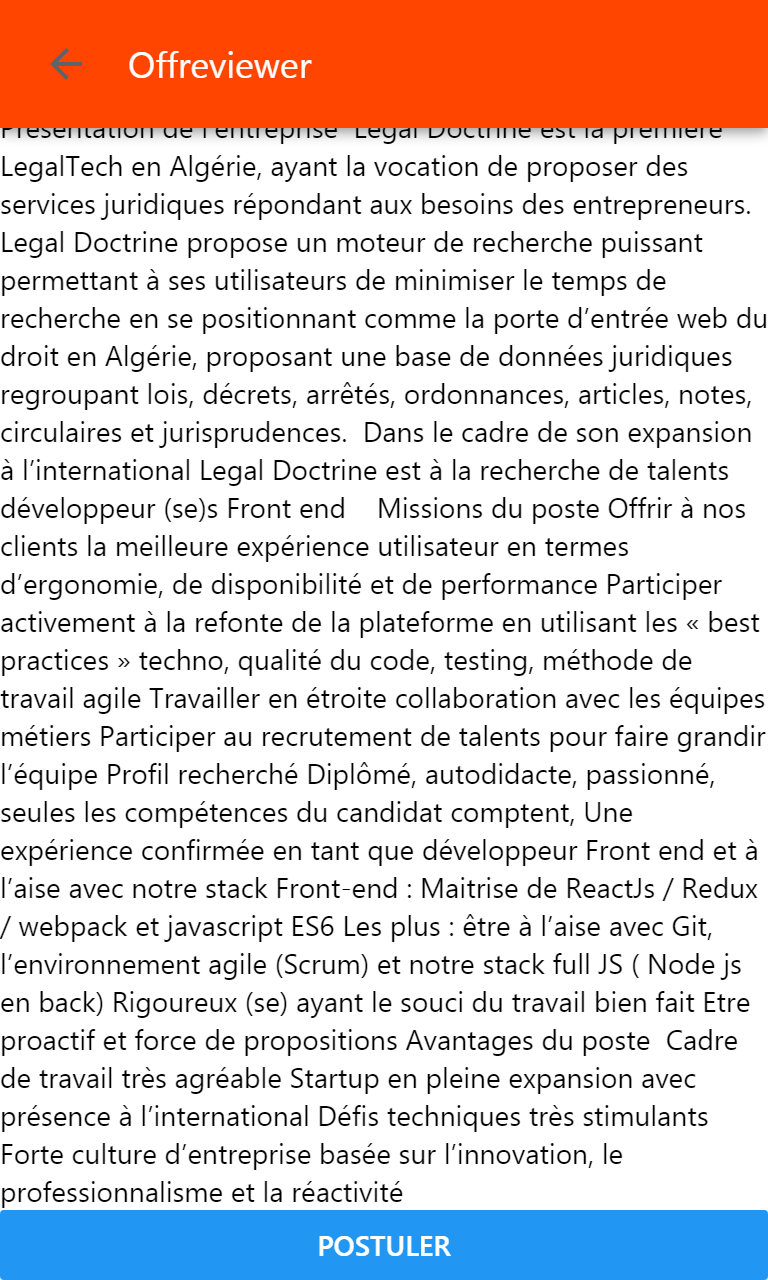 Offreviewer
Présentation de l'entreprise  Legal Doctrine est la première
LegalTech en Algérie, ayant la vocation de proposer des
services juridiques répondant aux besoins des entrepreneurs.
Legal Doctrine propose un moteur de recherche puissant
permettant à ses utilisateurs de minimiser le temps de
recherche en se positionnant comme la porte d’entrée web du
droit en Algérie, proposant une base de données juridiques
regroupant lois, décrets, arrêtés, ordonnances, articles, notes,
circulaires et jurisprudences.  Dans le cadre de son expansion
à l’international Legal Doctrine est à la recherche de talents
développeur (se)s Front end    Missions du poste Offrir à nos
clients la meilleure expérience utilisateur en termes
d’ergonomie, de disponibilité et de performance Participer
activement à la refonte de la plateforme en utilisant les « best
practices » techno, qualité du code, testing, méthode de
travail agile Travailler en étroite collaboration avec les équipes
métiers Participer au recrutement de talents pour faire grandir
l’équipe Profil recherché Diplômé, autodidacte, passionné,
seules les compétences du candidat comptent, Une
expérience confirmée en tant que développeur Front end et à
l’aise avec notre stack Front-end : Maitrise de ReactJs / Redux
/ webpack et javascript ES6 Les plus : être à l’aise avec Git,
l’environnement agile (Scrum) et notre stack full JS ( Node js
en back) Rigoureux (se) ayant le souci du travail bien fait Etre
proactif et force de propositions Avantages du poste  Cadre
de travail très agréable Startup en pleine expansion avec
présence à l’international Défis techniques très stimulants
Forte culture d’entreprise basée sur l’innovation, le
professionnalisme et la réactivité
POSTULER